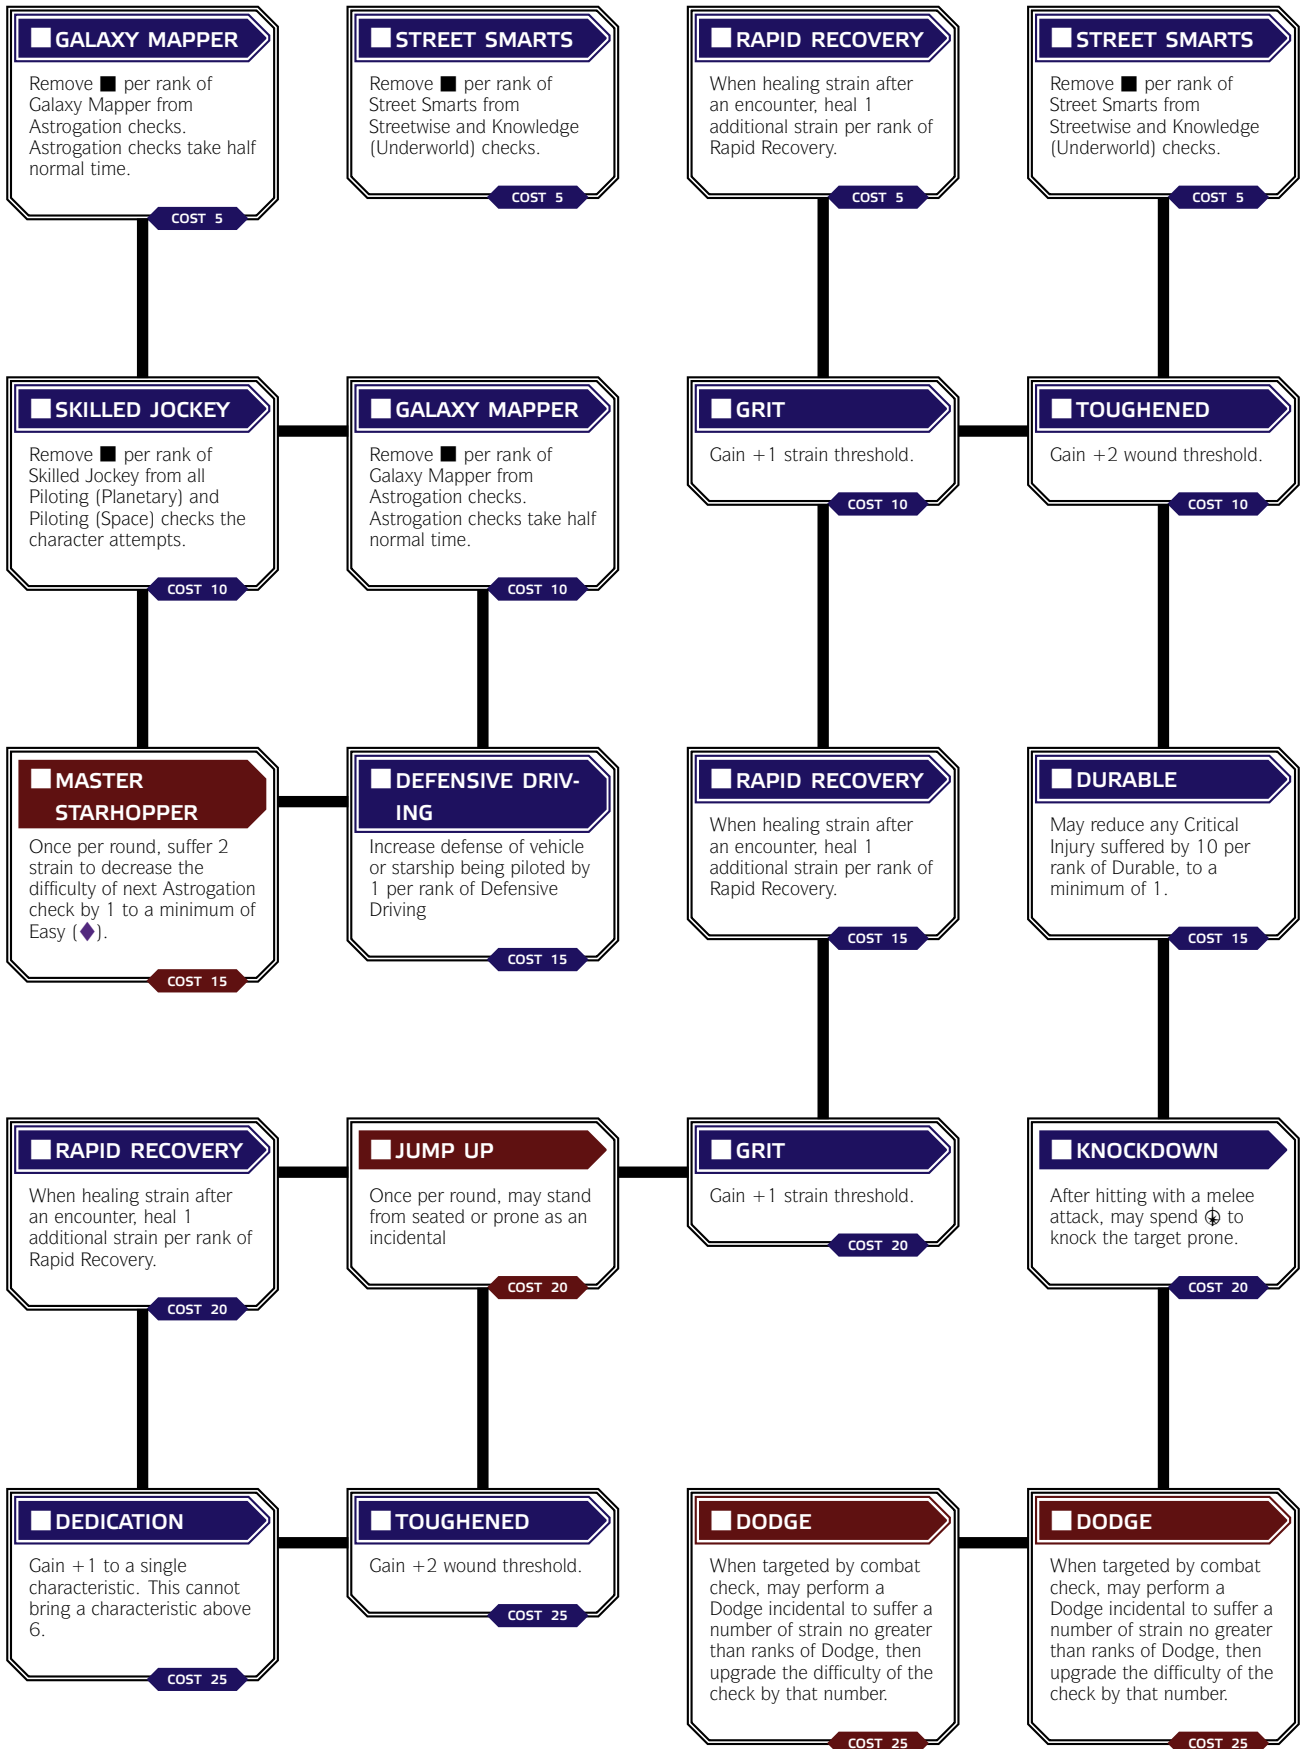 GALAXY MAPPER
Remove ■ per rank of
Galaxy Mapper from
Astrogation checks.
Astrogation checks take half
normal time.
COST 5
STREET SMARTS
Remove ■ per rank of
Street Smarts from
Streetwise and Knowledge
(Underworld) checks.
COST 5
RAPID RECOVERY
When healing strain after
an encounter, heal 1
additional strain per rank of
Rapid Recovery.
COST 5
STREET SMARTS
Remove ■ per rank of
Street Smarts from
Streetwise and Knowledge
(Underworld) checks.
COST 5
SKILLED JOCKEY
Remove ■ per rank of
Skilled Jockey from all
Piloting (Planetary) and
Piloting (Space) checks the
character attempts.
COST 10
GALAXY MAPPER
Remove ■ per rank of
Galaxy Mapper from
Astrogation checks.
Astrogation checks take half
normal time.
COST 10
GRIT
Gain +1 strain threshold.
COST 10
TOUGHENED
Gain +2 wound threshold.
COST 10
MASTER
STARHOPPER
Once per round, suffer 2
strain to decrease the
difficulty of next Astrogation
check by 1 to a minimum of
Easy (♦).
COST 15
DEFENSIVE DRIV-
ING
Increase defense of vehicle
or starship being piloted by
1 per rank of Defensive
Driving
COST 15
RAPID RECOVERY
When healing strain after
an encounter, heal 1
additional strain per rank of
Rapid Recovery.
COST 15
DURABLE
May reduce any Critical
Injury suffered by 10 per
rank of Durable, to a
minimum of 1.
COST 15
RAPID RECOVERY
When healing strain after
an encounter, heal 1
additional strain per rank of
Rapid Recovery.
COST 20
JUMP UP
Once per round, may stand
from seated or prone as an
incidental
COST 20
GRIT
Gain +1 strain threshold.
COST 20
KNOCKDOWN
After hitting with a melee
attack, may spend to
knock the target prone.
COST 20
DEDICATION
Gain +1 to a single
characteristic. This cannot
bring a characteristic above
6.
COST 25
TOUGHENED
Gain +2 wound threshold.
COST 25
DODGE
When targeted by combat
check, may perform a
Dodge incidental to suffer a
number of strain no greater
than ranks of Dodge, then
upgrade the difficulty of the
check by that number.
COST 25
DODGE
When targeted by combat
check, may perform a
Dodge incidental to suffer a
number of strain no greater
than ranks of Dodge, then
upgrade the difficulty of the
check by that number.
COST 25